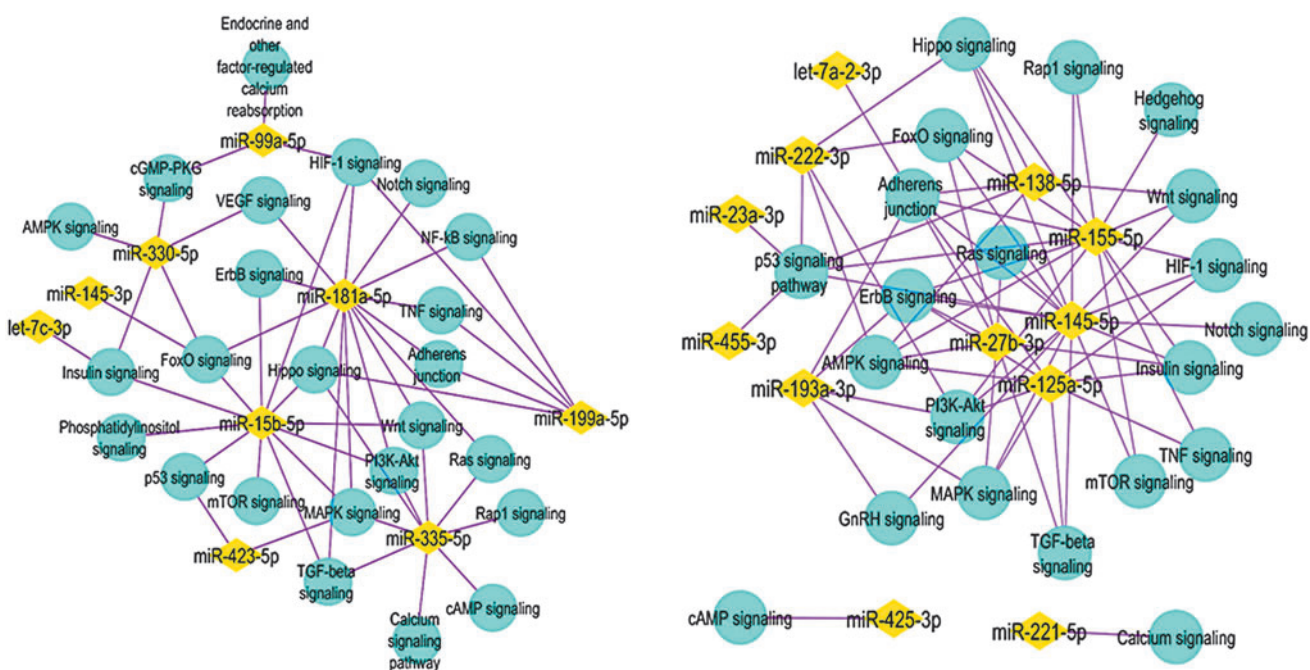 Endocrine and
other
factor-regulated
calcium
reabsorption
miR-99a-5p
cGMP-PKG
signaling
HIF-1 signaling
Notch signaling
VEGF signaling
AMPK signaling
miR-330-5p
NF-kB signaling
ErbB signaling
miR-145-3p
miR-181a-5p
TNF signaling
let-7c-3p
FoxO signaling
Insulin signaling
Hippo signaling
Adherens
junction
miR-199a-5p
Phosphatidylinositol
signaling
miR-15b-5p
Wnt signaling
PI3K-Akt
signaling
Ras signaling
p53 signaling
mTOR signaling
MAPK signaling
Rap1 signaling
miR-335-5p
miR-423-5p
TGF-beta
signaling
cAMP signaling
Calcium
signaling
pathway
Hippo signaling
let-7a-2-3p
Rap1 signaling
Hedgehog
signaling
FoxO signaling
miR-222-3p
Adherens
junction
miR-138-5p
Wnt signaling
miR-23a-3p
miR-155-5p
Ras signaling
p53 signaling
pathway
HIF-1 signaling
ErbB signaling
miR-145-5p
Notch signaling
miR-455-3p
miR-27b-3p
AMPK signaling
Insulin signaling
miR-193a-3p
miR-125a-5p
PI3K-Akt
signaling
TNF signaling
mTOR signaling
MAPK signaling
GnRH signaling
TGF-beta
signaling
cAMP signaling
miR-425-3p
miR-221-5p
Calcium signaling